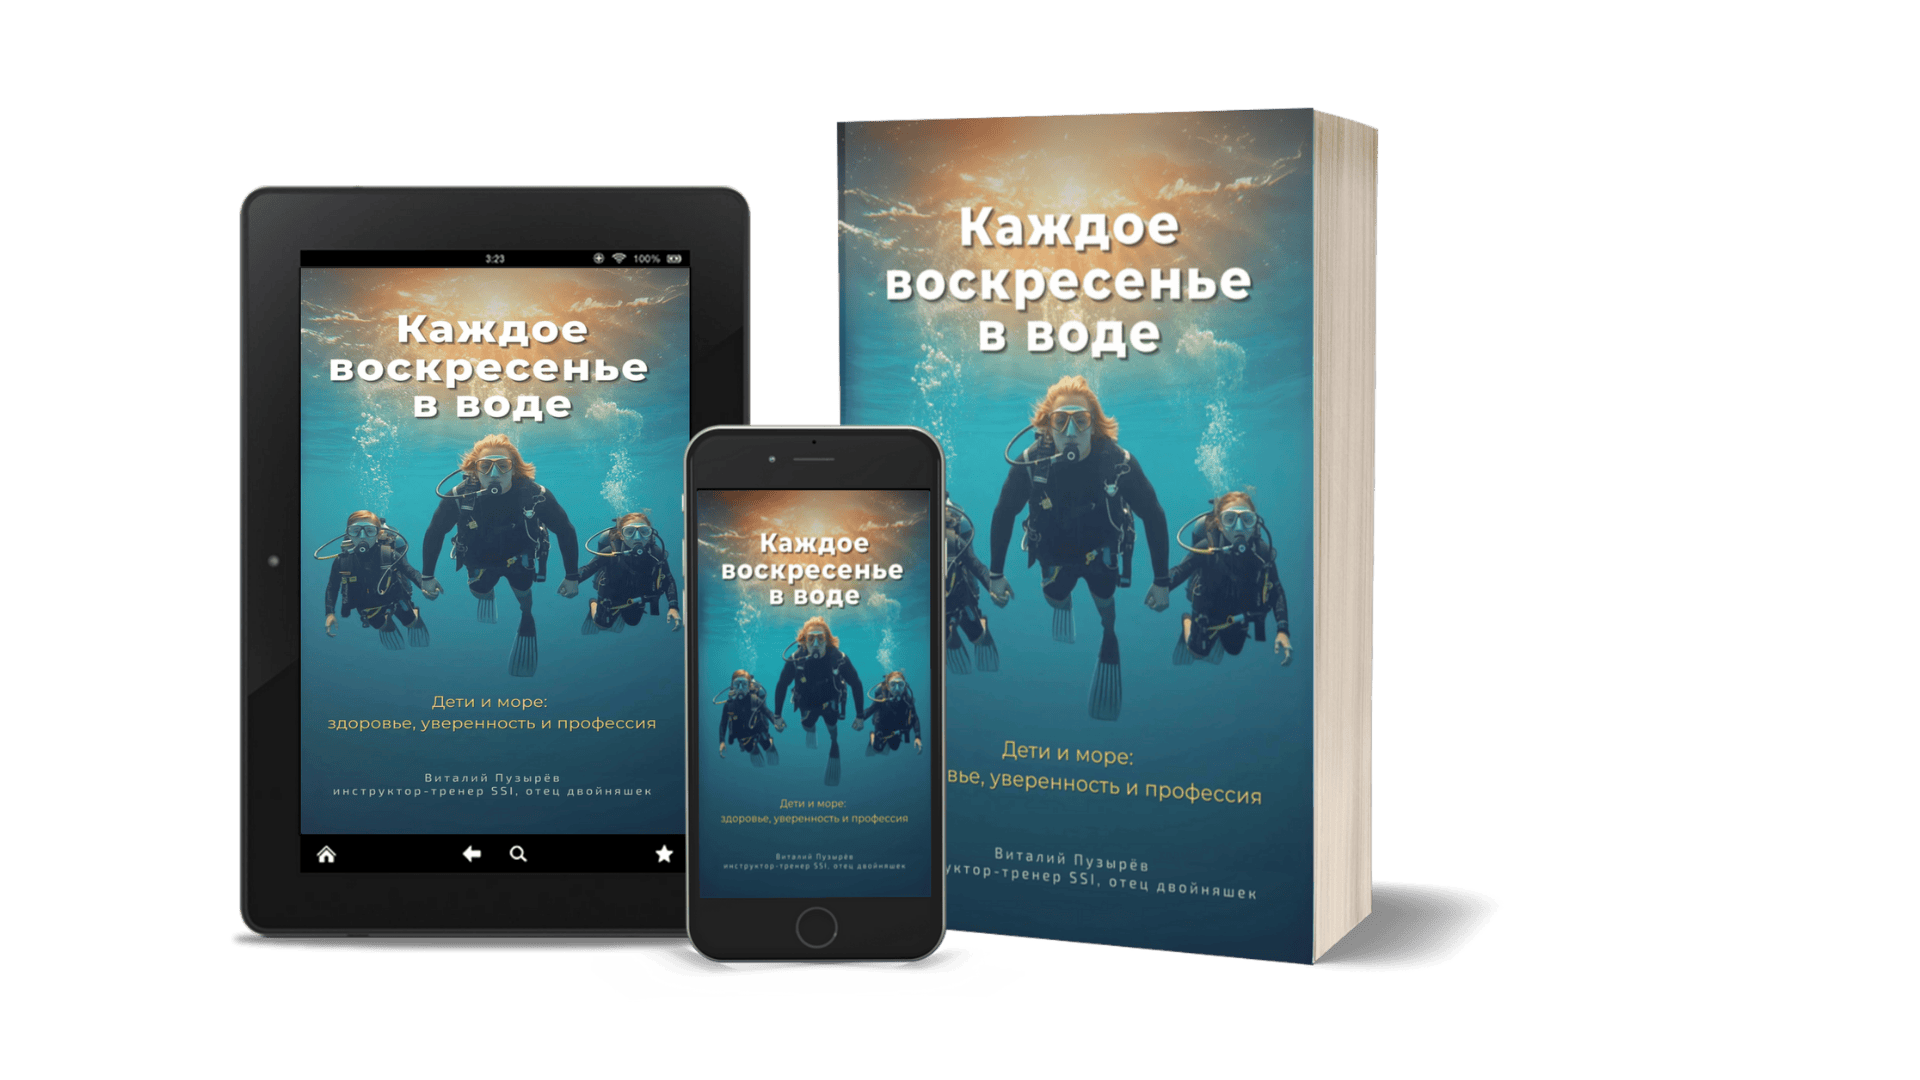 3:23
100%
Каждое
воскресенье
в воде
Дети и море:
здоровье, уверенность и профессия
Виталий Пузырёв
инструктор-тренер SSI, отец двойняшек
Каждое
воскресенье
в воде
Дети и море:
здоровье, уверенность и профессия
Виталий Пузырёв
инструктор-тренер SSI, отец двойняшек
Каждое
воскресенье
в воде
Дети и море:
вье, уверенность и профессия
Виталий Пузырёв
уктор-тренер SSI, отец двойняшек